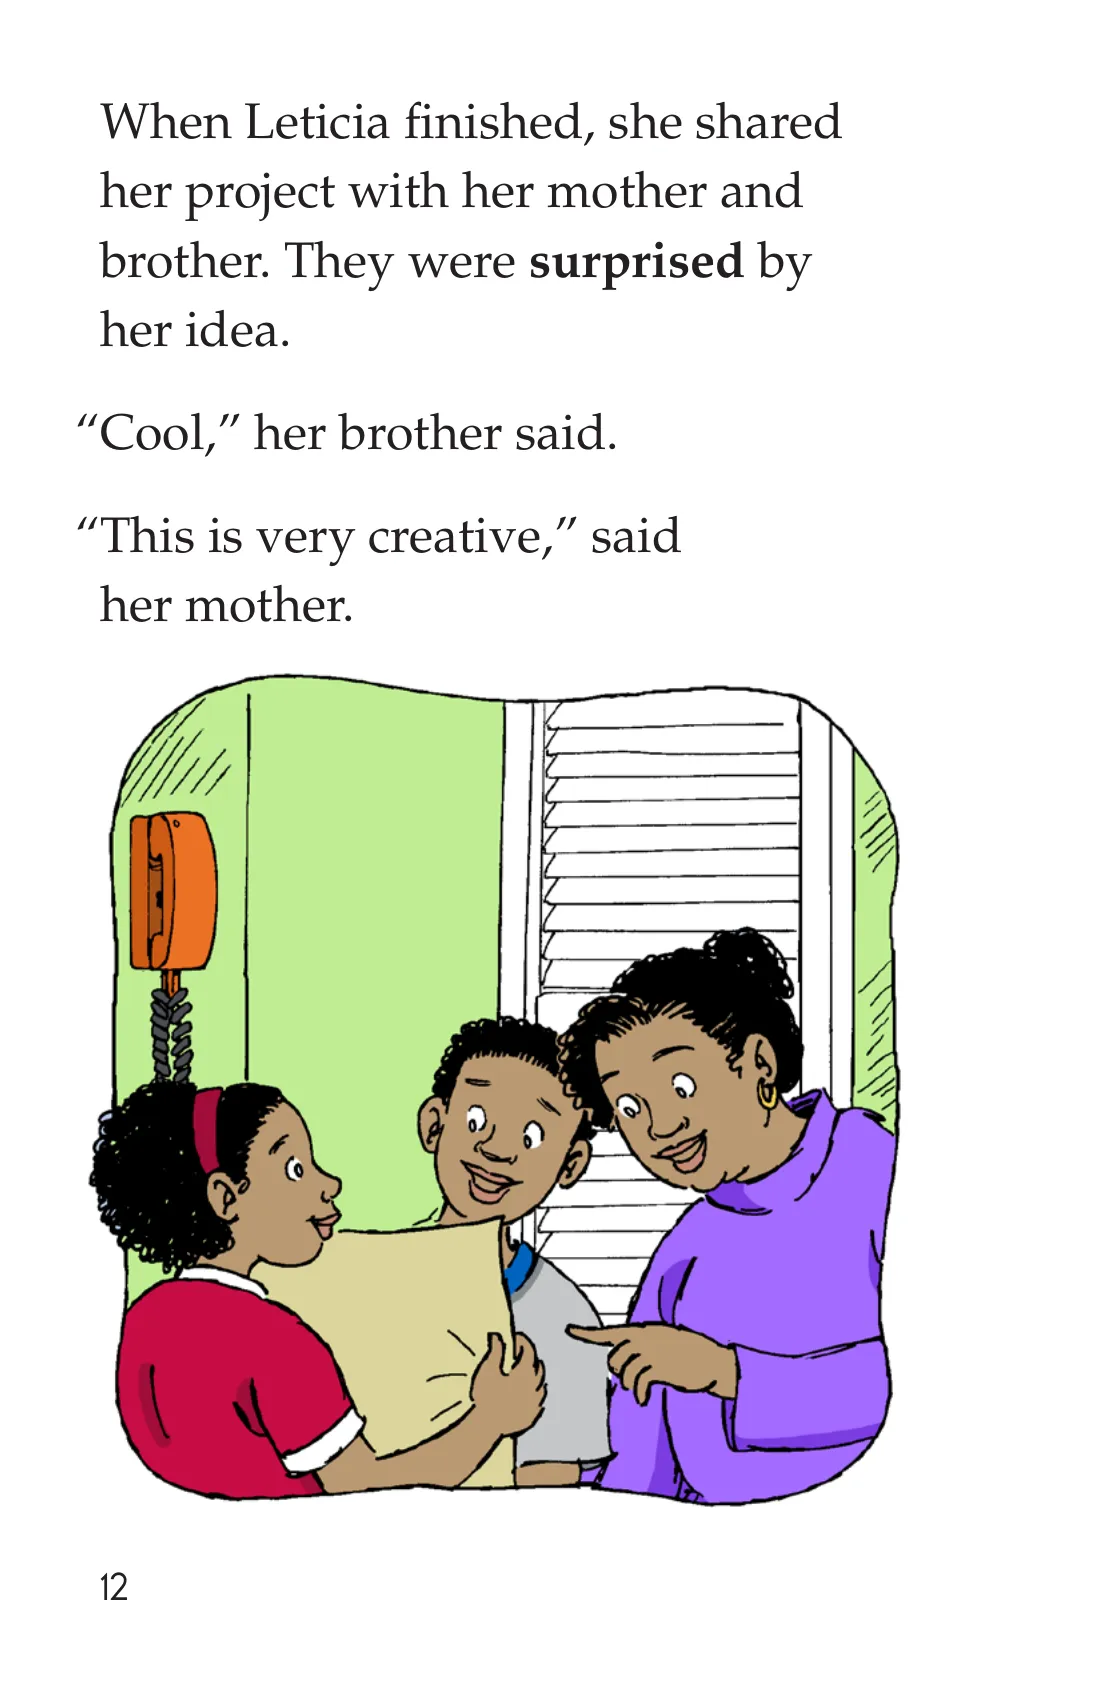 When Leticia finished, she shared
her project with her mother and
brother. They were surprised by
her idea.
“Cool,” her brother said.
“This is very creative,” said
her mother.
12